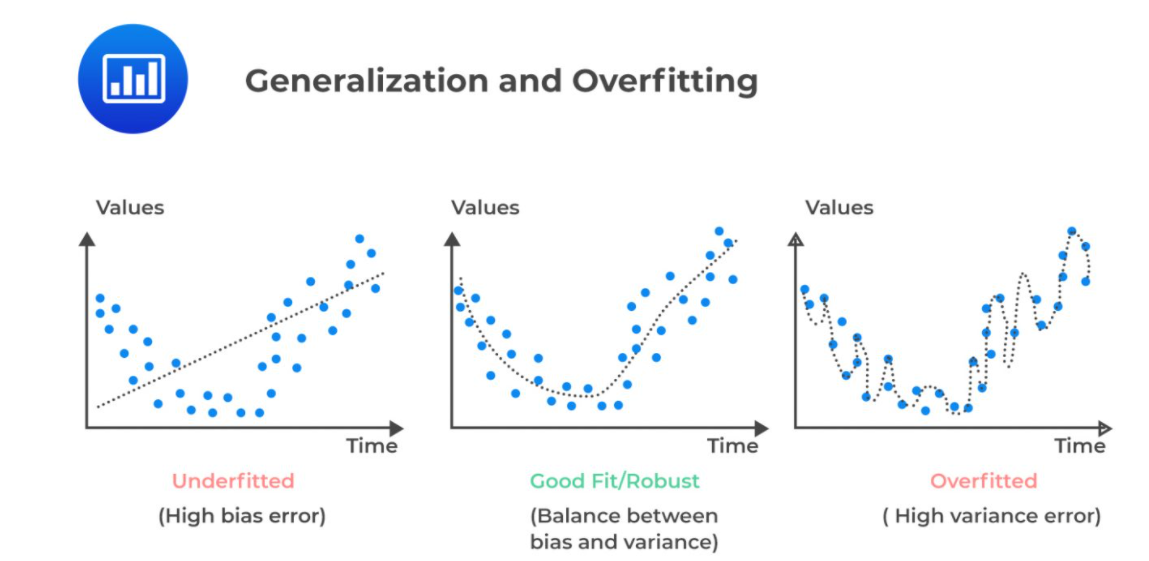 Generalization and Overfitting
Values
Time
Underfitted
(High bias error)
Values
Time
Good Fit/Robust
(Balance between
bias and variance)
Values
Time
Overfitted
( High variance error)